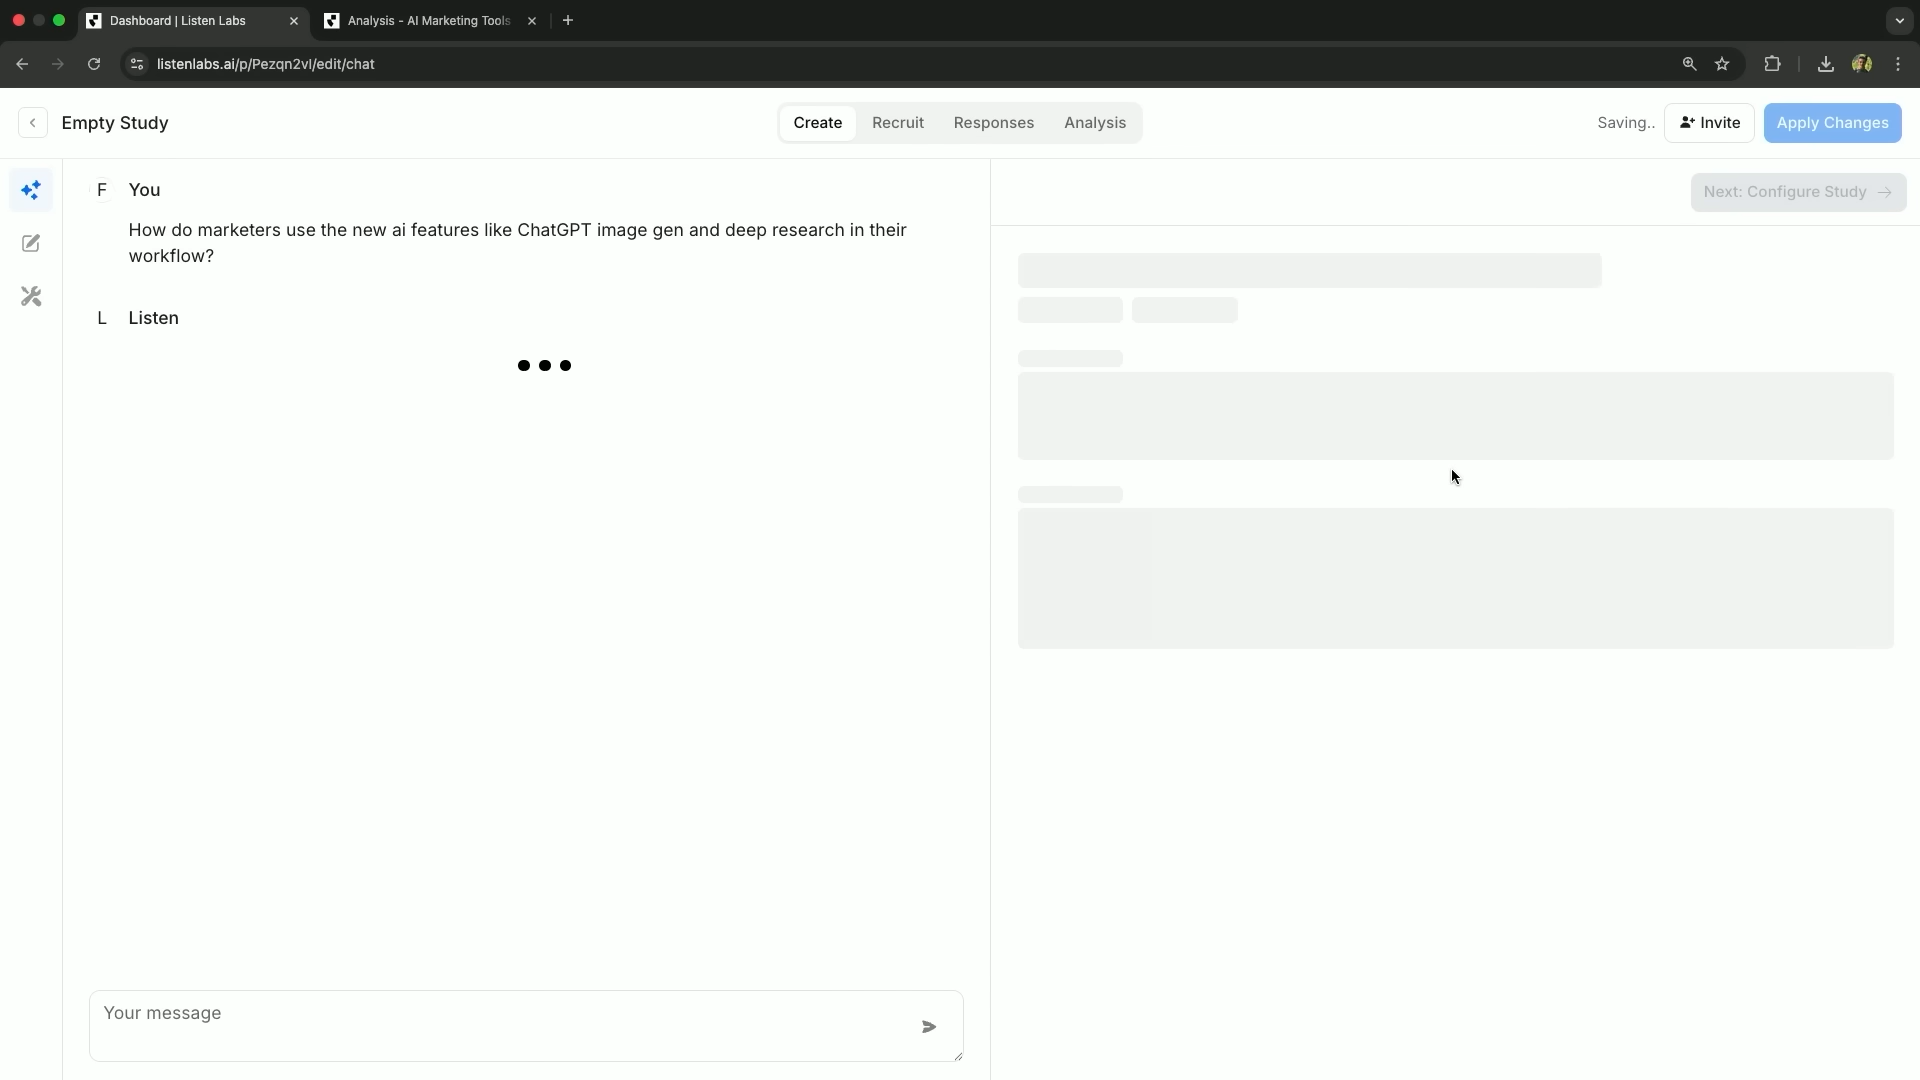 Dashboard | Listen Labs
Analysis - AI Marketing Tools
listenlabs.ai/p/Pezqn2vl/edit/chat
Empty Study
Create
Recruit
Responses
Analysis
Saving..
Invite
Apply Changes
Next: Configure Study
F
You
How do marketers use the new ai features like ChatGPT image gen and deep research in their
workflow?
L
Listen
Your message